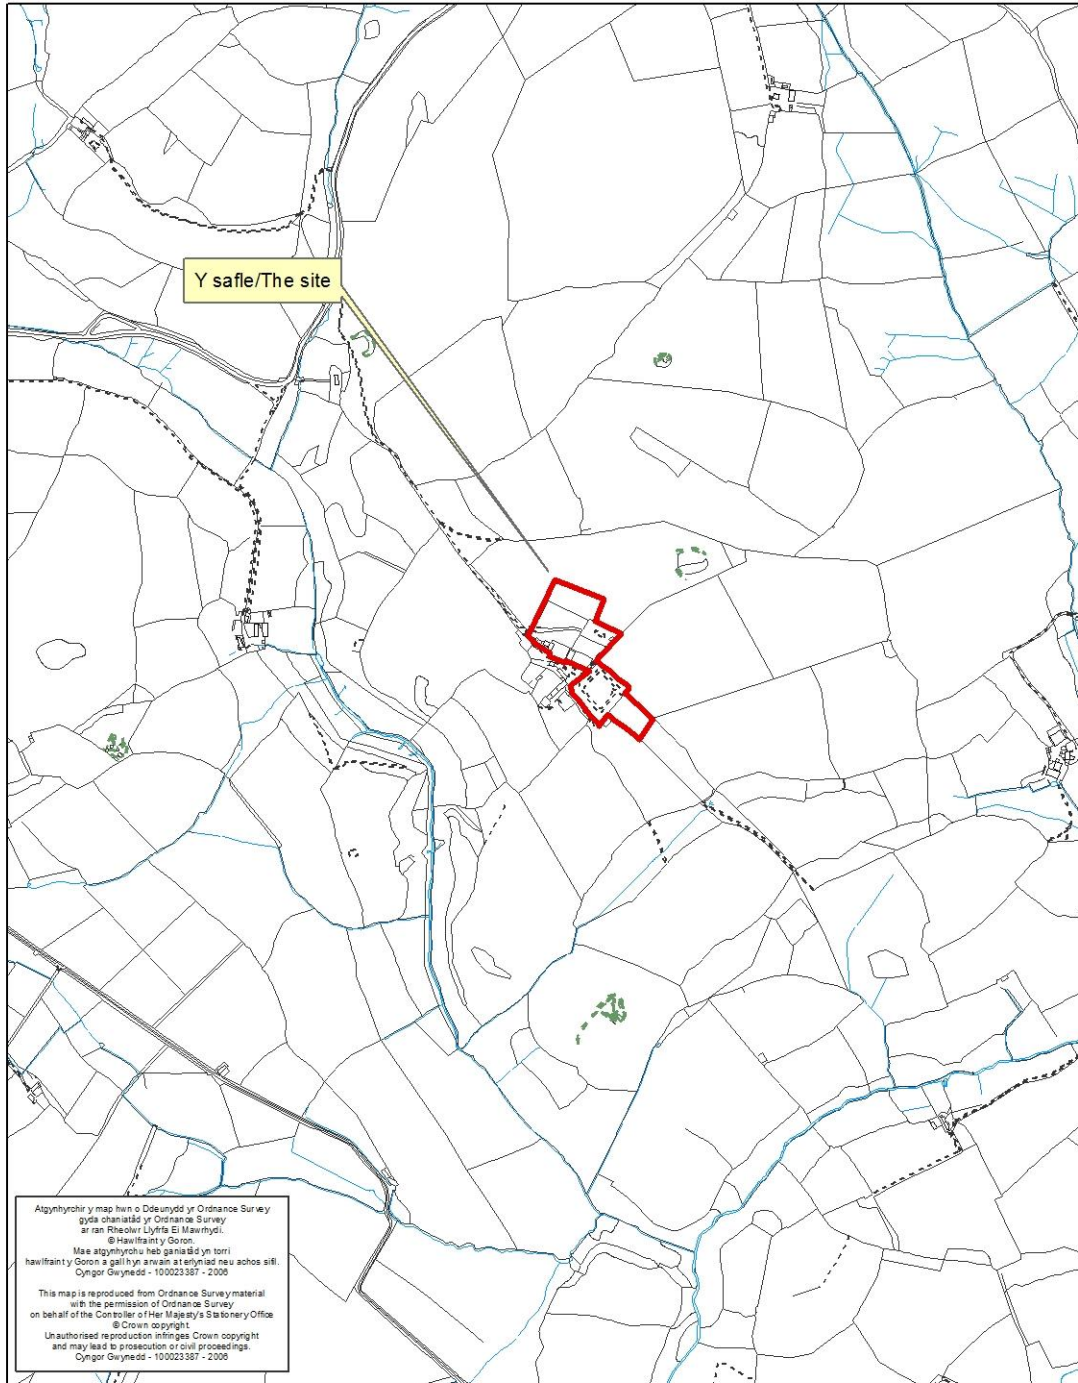 Y safle/The site
Atgynhyrchir y map hwn o Ddeunydd yr Ordnance Survey
gyda chaniatâd yr Ordnance Survey
ar ran Rheolwr Llyfrfa Ei Mawrhydi.
© Hawlfraint y Goron.
Mae atgynhyrchu heb ganiatâd yn torri
hawlfraint y Goron a gall hyn arwain at erlyniad neu achos sifil.
Cyngor Gwynedd - 100023387 - 2006
This map is reproduced from Ordnance Survey material
with the permission of Ordnance Survey
on behalf of the Controller of Her Majesty's Stationery Office
© Crown copyright.
Unauthorised reproduction infringes Crown copyright
and may lead to prosecution or civil proceedings.
Cyngor Gwynedd - 100023387 - 2006